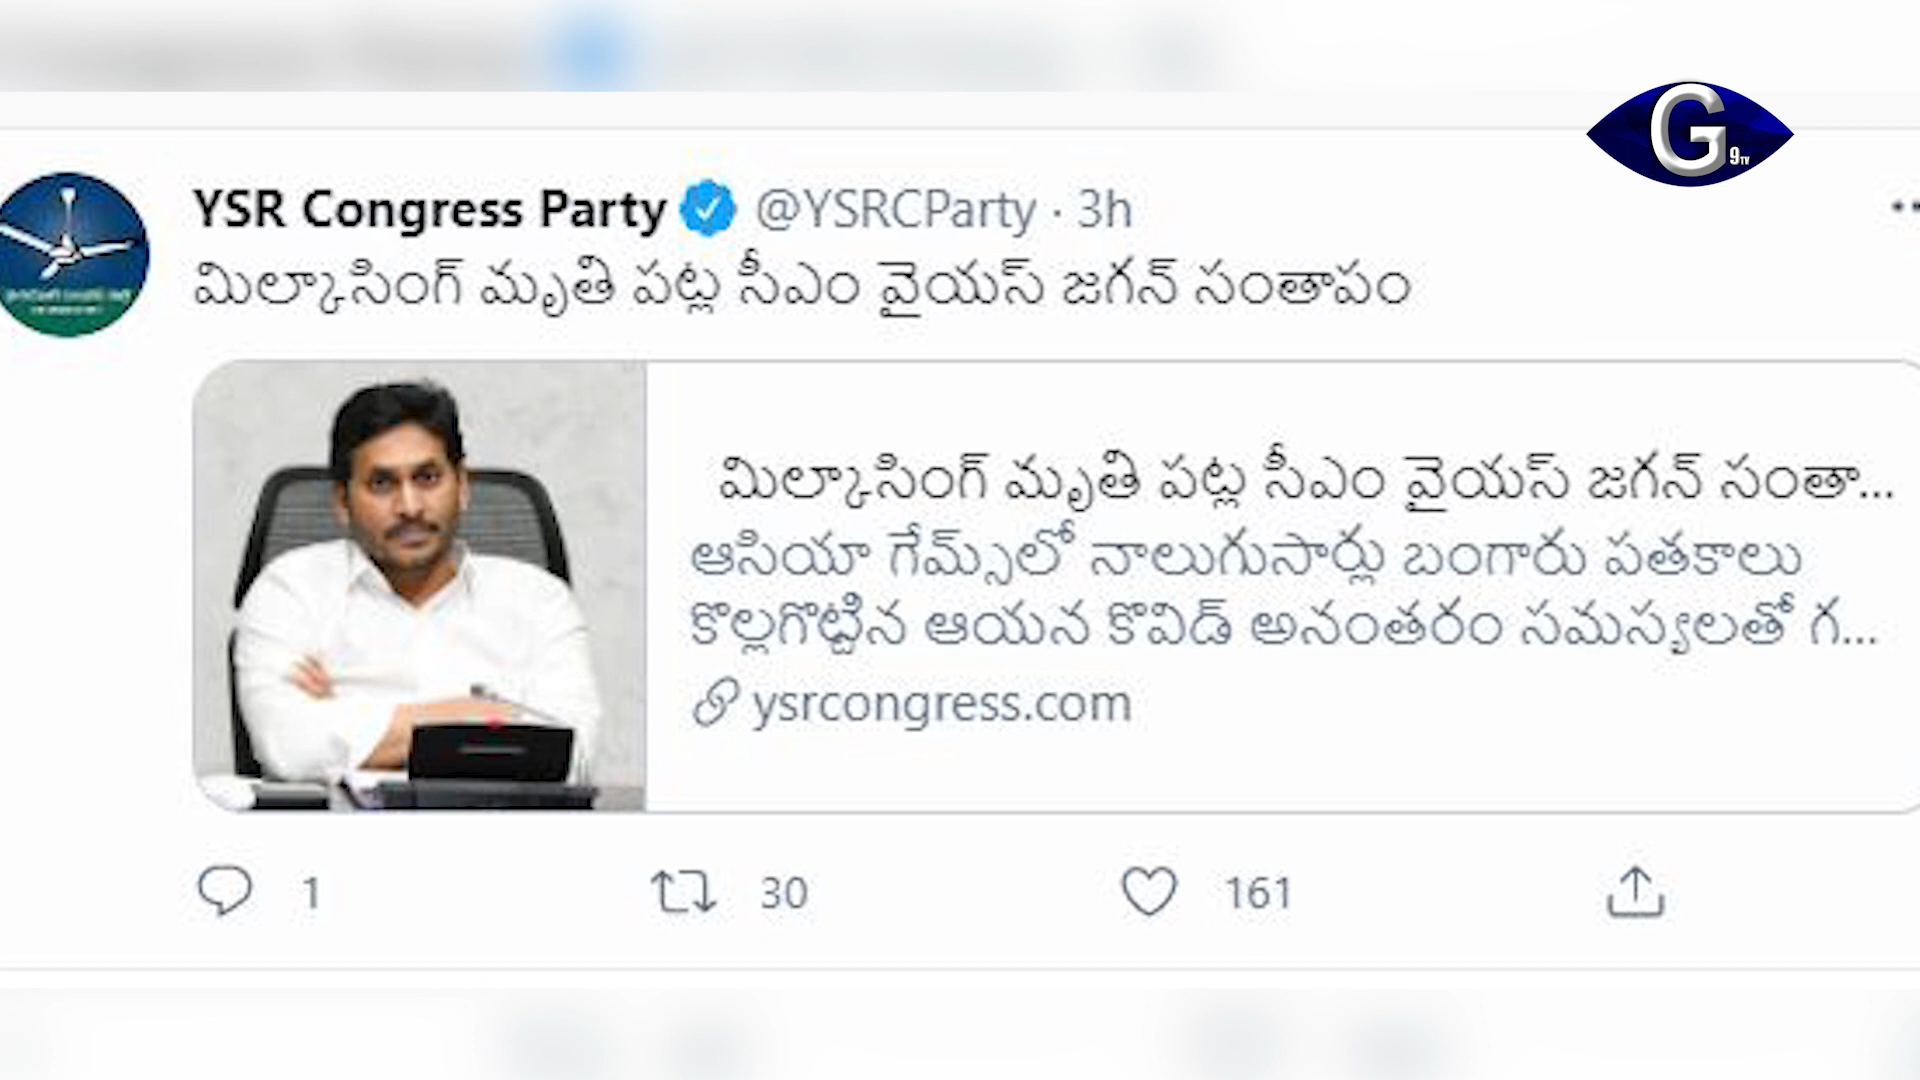 G 9TV
YSR Congress Party @YSRCParty · 3h
మిల్కాసింగ్ మృతి పట్ల సీఎం వైయస్ జగన్ సంతాపం
మిల్కాసింగ్ మృతి పట్ల సీఎం వైయస్ జగన్ సంతా...
ఆసియా గేమ్స్‌లో నాలుగుసార్లు బంగారు పతకాలు
కొల్లగొట్టిన ఆయన కొవిడ్ అనంతరం సమస్యలతో గ...
ysrcongress.com
1 30 161